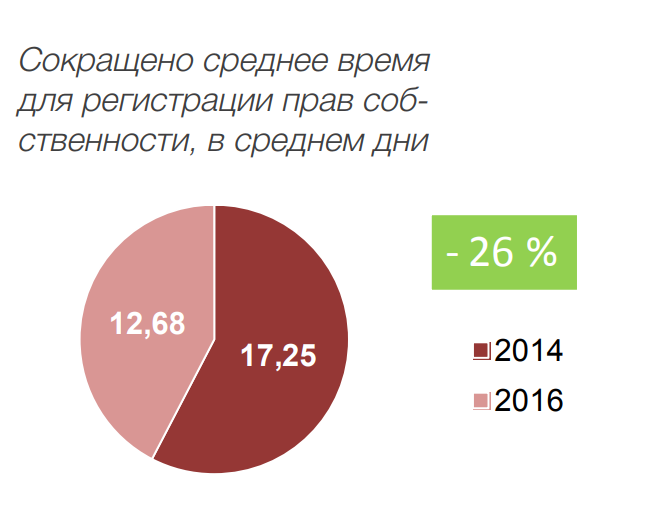 Сокращено среднее время
для регистрации прав соб-
ственности, в среднем дни
- 26 %
12,68
17,25
2014
2016